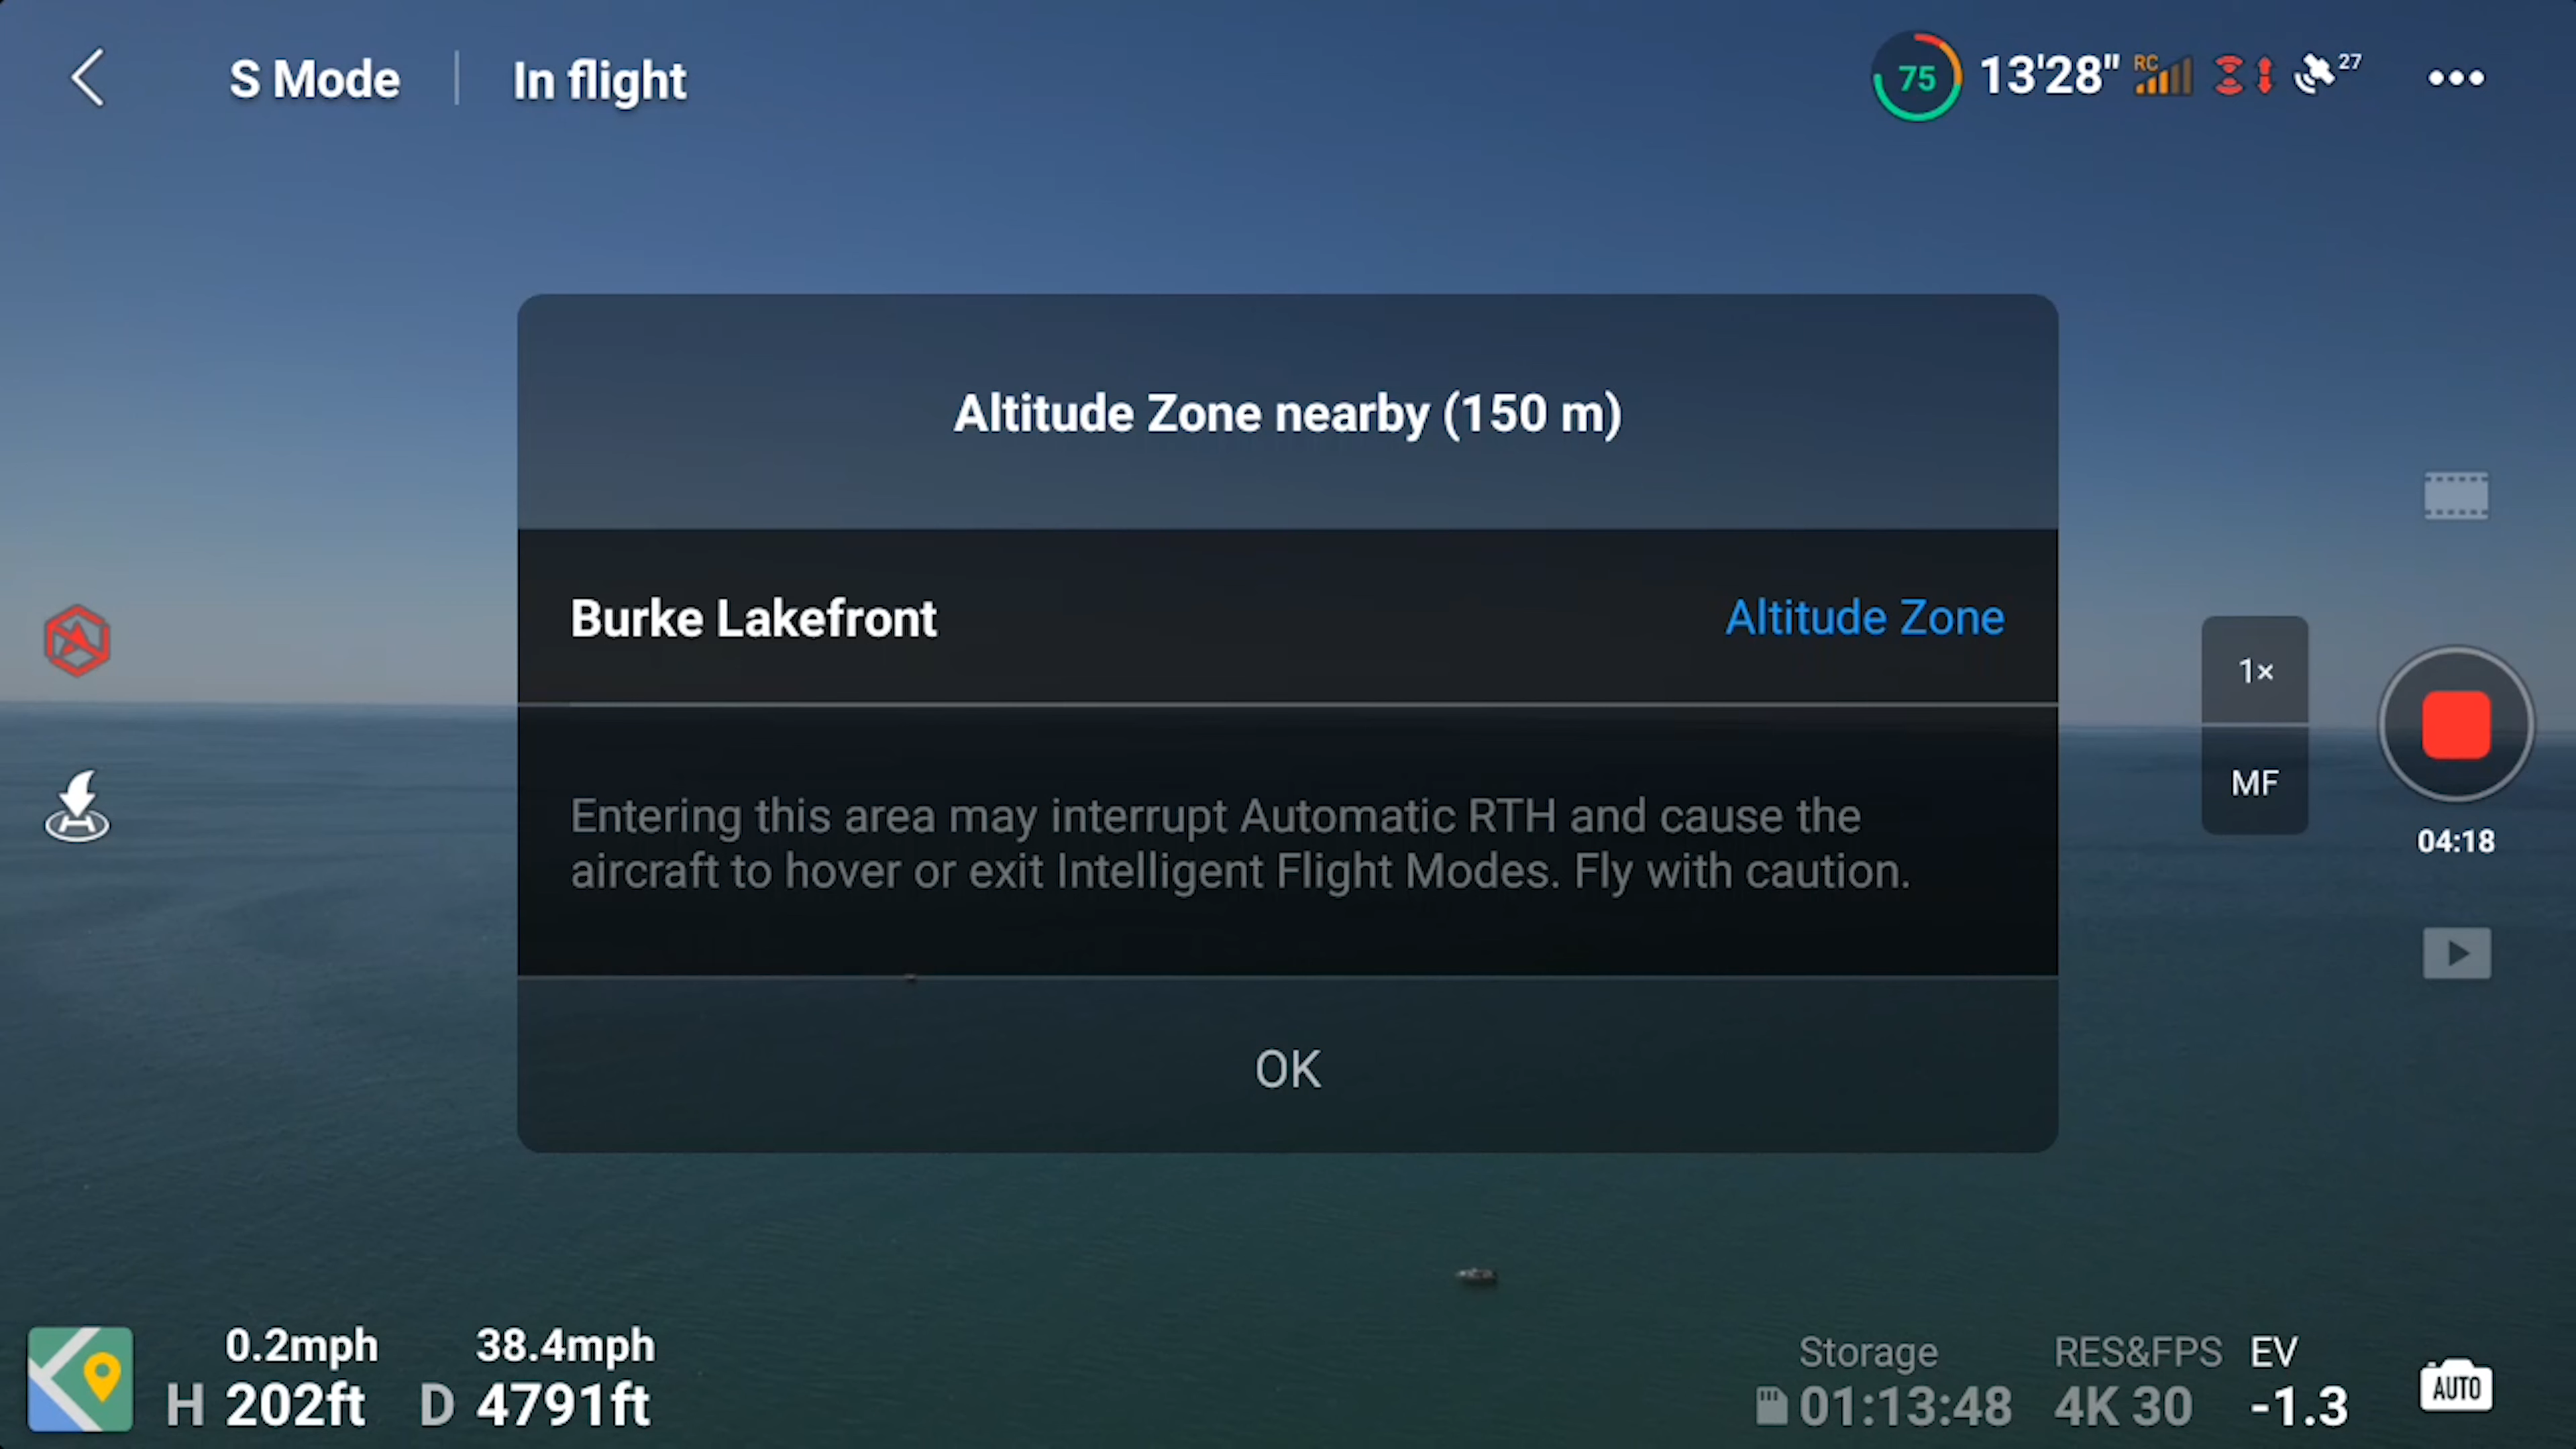 S Mode
In flight
75
13'28"
RC
27
Altitude Zone nearby (150 m)
Burke Lakefront
Altitude Zone
Entering this area may interrupt Automatic RTH and cause the
aircraft to hover or exit Intelligent Flight Modes. Fly with caution.
OK
1×
MF
04:18
0.2mph
38.4mph
H 202ft
D 4791ft
Storage
01:13:48
RES&FPS
4K 30
EV
-1.3
AUTO